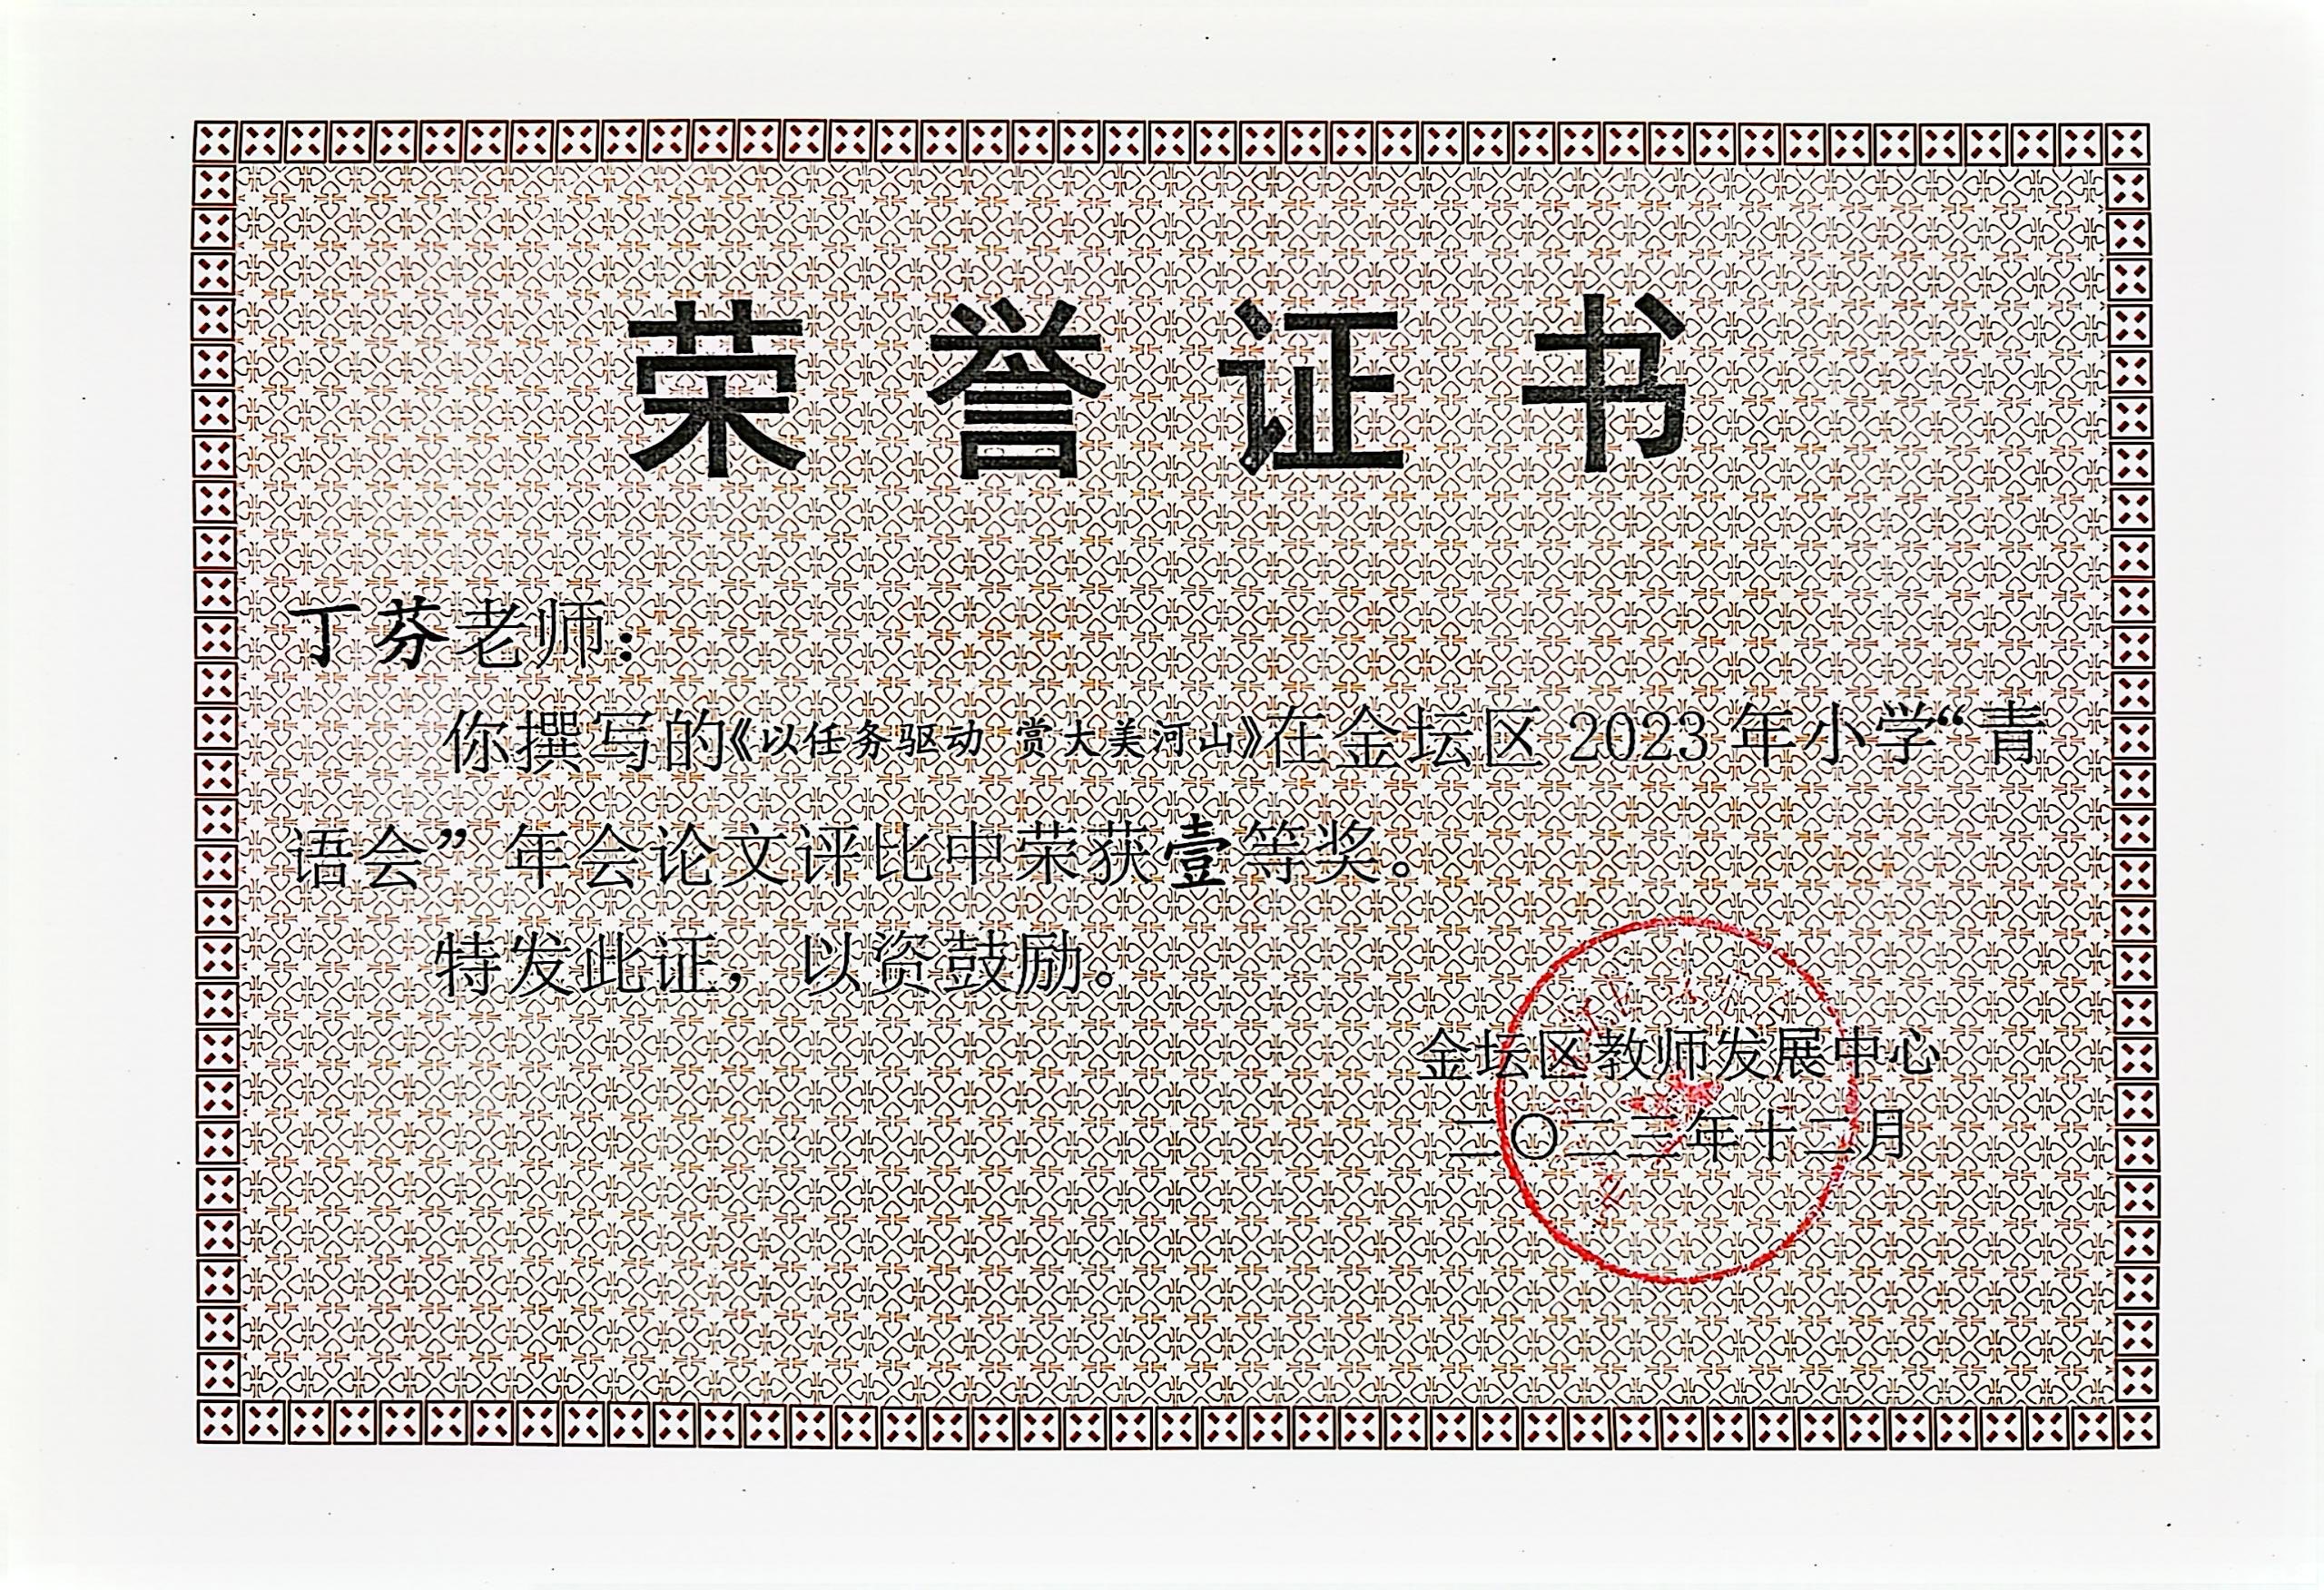 荣誉证书
丁芬老师：
你撰写的《以任务驱动 赏大美河山》在金坛区 2023 年小学“青
语会”年会论文评比中荣获壹等奖。
特发此证，以资鼓励。
金坛区教师发展中心
二〇二三年十二月